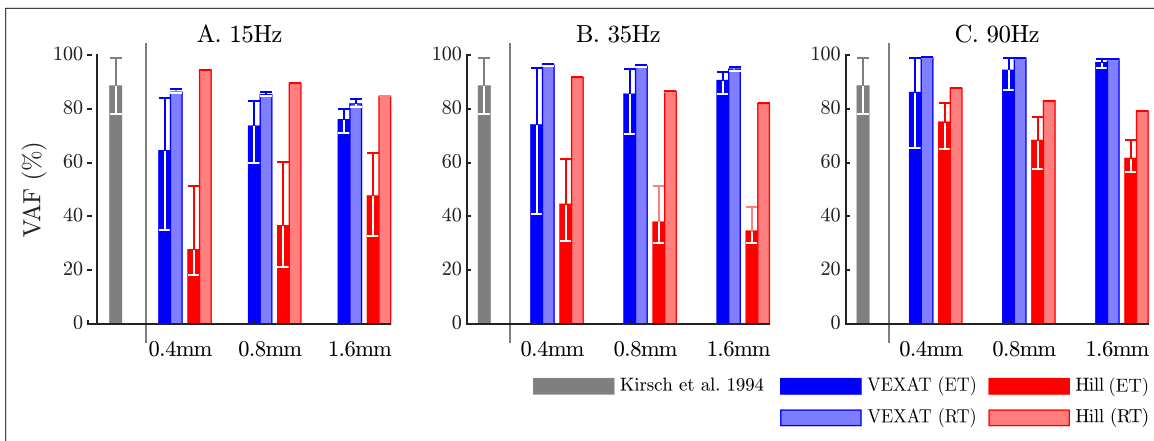 A. 15Hz B. 35Hz C. 90Hz
VAF (%)
100 100 100
80 80 80
60 60 60
40 40 40
20 20 20
0 0 0
0.4mm 0.8mm 1.6mm 0.4mm 0.8mm 1.6mm 0.4mm 0.8mm 1.6mm
Kirsch et al. 1994 VEXAT (ET) Hill (ET)
VEXAT (RT) Hill (RT)